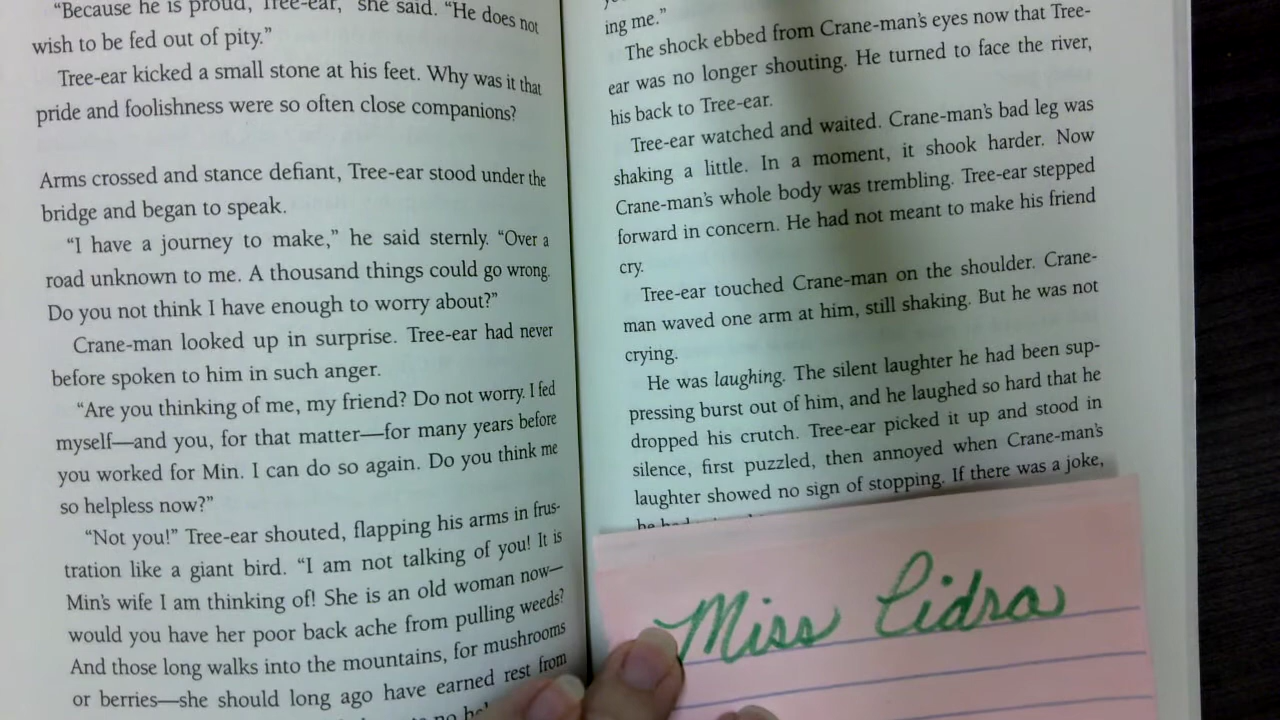 "Because he is proud, Tree-ear," she said. "He does not
wish to be fed out of pity."
Tree-ear kicked a small stone at his feet. Why was it that
pride and foolishness were so often close companions?
Arms crossed and stance defiant, Tree-ear stood under the
bridge and began to speak.
"I have a journey to make," he said sternly. "Over a
road unknown to me. A thousand things could go wrong.
Do you not think I have enough to worry about?"
Crane-man looked up in surprise. Tree-ear had never
before spoken to him in such anger.
"Are you thinking of me, my friend? Do not worry. I fed
myself—and you, for that matter—for many years before
you worked for Min. I can do so again. Do you think me
so helpless now?"
"Not you!" Tree-ear shouted, flapping his arms in frus-
tration like a giant bird. "I am not talking of you! It is
Min's wife I am thinking of! She is an old woman now—
would you have her poor back ache from pulling weeds?
And those long walks into the mountains, for mushrooms
or berries—she should long ago have earned rest from
no
ing me."
The shock ebbed from Crane-man's eyes now that Tree-
ear was no longer shouting. He turned to face the river,
his back to Tree-ear.
Tree-ear watched and waited. Crane-man's bad leg was
shaking a little. In a moment, it shook harder. Now
Crane-man's whole body was trembling. Tree-ear stepped
forward in concern. He had not meant to make his friend
cry.
Tree-ear touched Crane-man on the shoulder. Crane-
man waved one arm at him, still shaking. But he was not
crying.
He was laughing. The silent laughter he had been sup-
pressing burst out of him, and he laughed so hard that he
dropped his crutch. Tree-ear picked it up and stood in
silence, first puzzled, then annoyed when Crane-man's
laughter showed no sign of stopping. If there was a joke,
he had
Miss Cidra